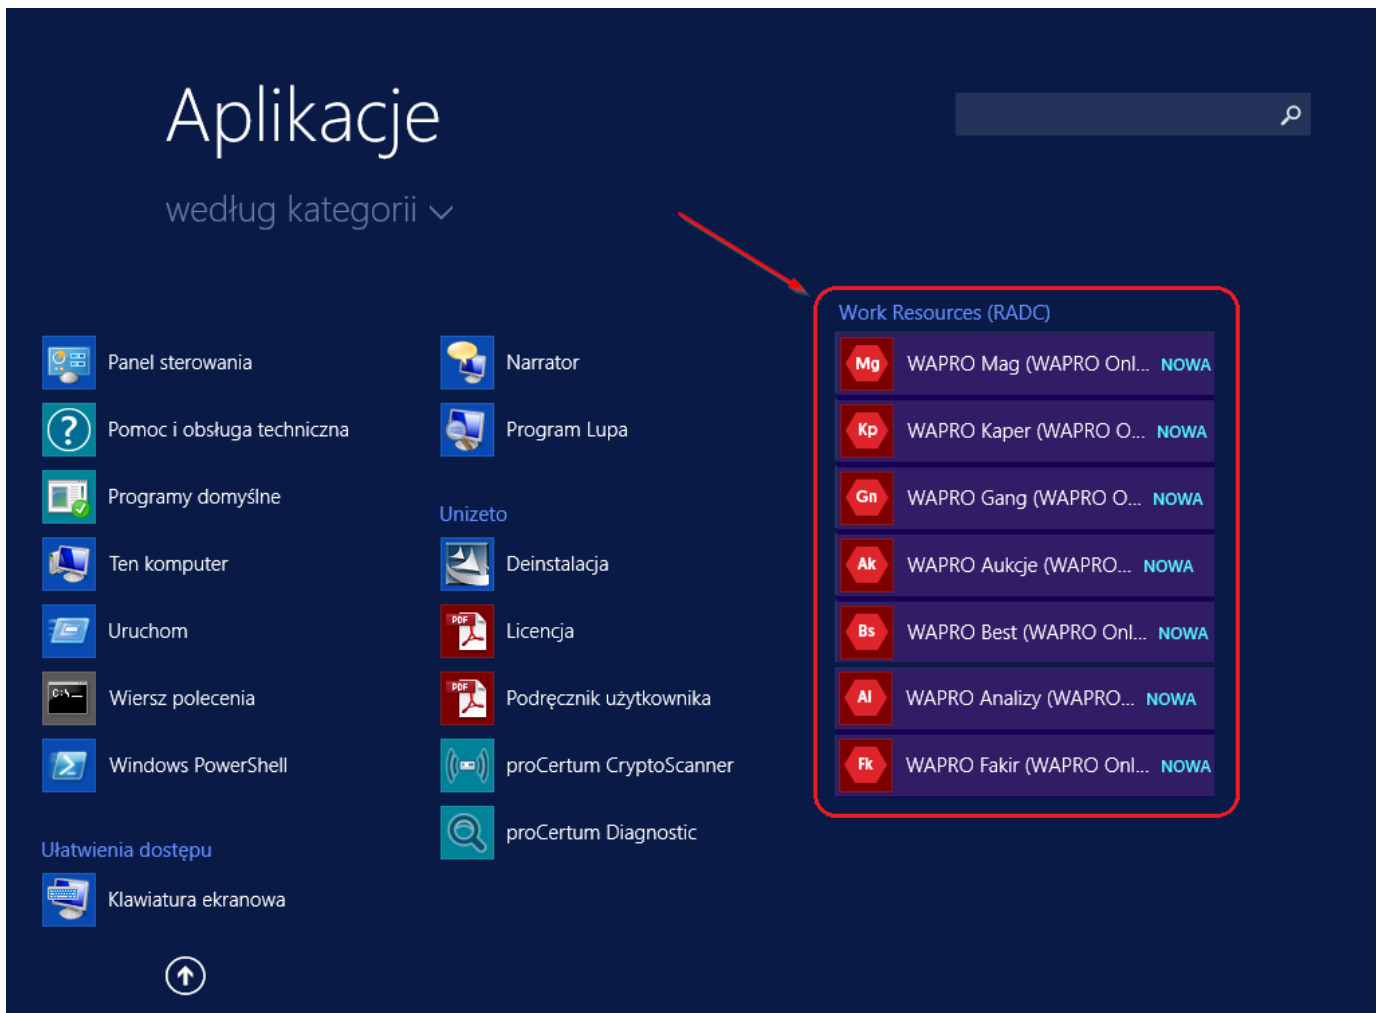 Aplikacje
według kategorii
Panel sterowania
Pomoc i obsługa techniczna
Programy domyślne
Ten komputer
Uruchom
C:\_
Wiersz polecenia
Windows PowerShell
Ułatwienia dostępu
Klawiatura ekranowa
Narrator
Program Lupa
Unizeto
Deinstalacja
PDF
Licencja
PDF
Podręcznik użytkownika
proCertum CryptoScanner
proCertum Diagnostic
Work Resources (RADC)
Mg WAPRO Mag (WAPRO Onl... NOWA
Kp WAPRO Kaper (WAPRO O... NOWA
Gn WAPRO Gang (WAPRO O... NOWA
Ak WAPRO Aukcje (WAPRO... NOWA
Bs WAPRO Best (WAPRO Onl... NOWA
Al WAPRO Analizy (WAPRO... NOWA
Fk WAPRO Fakir (WAPRO Onl... NOWA